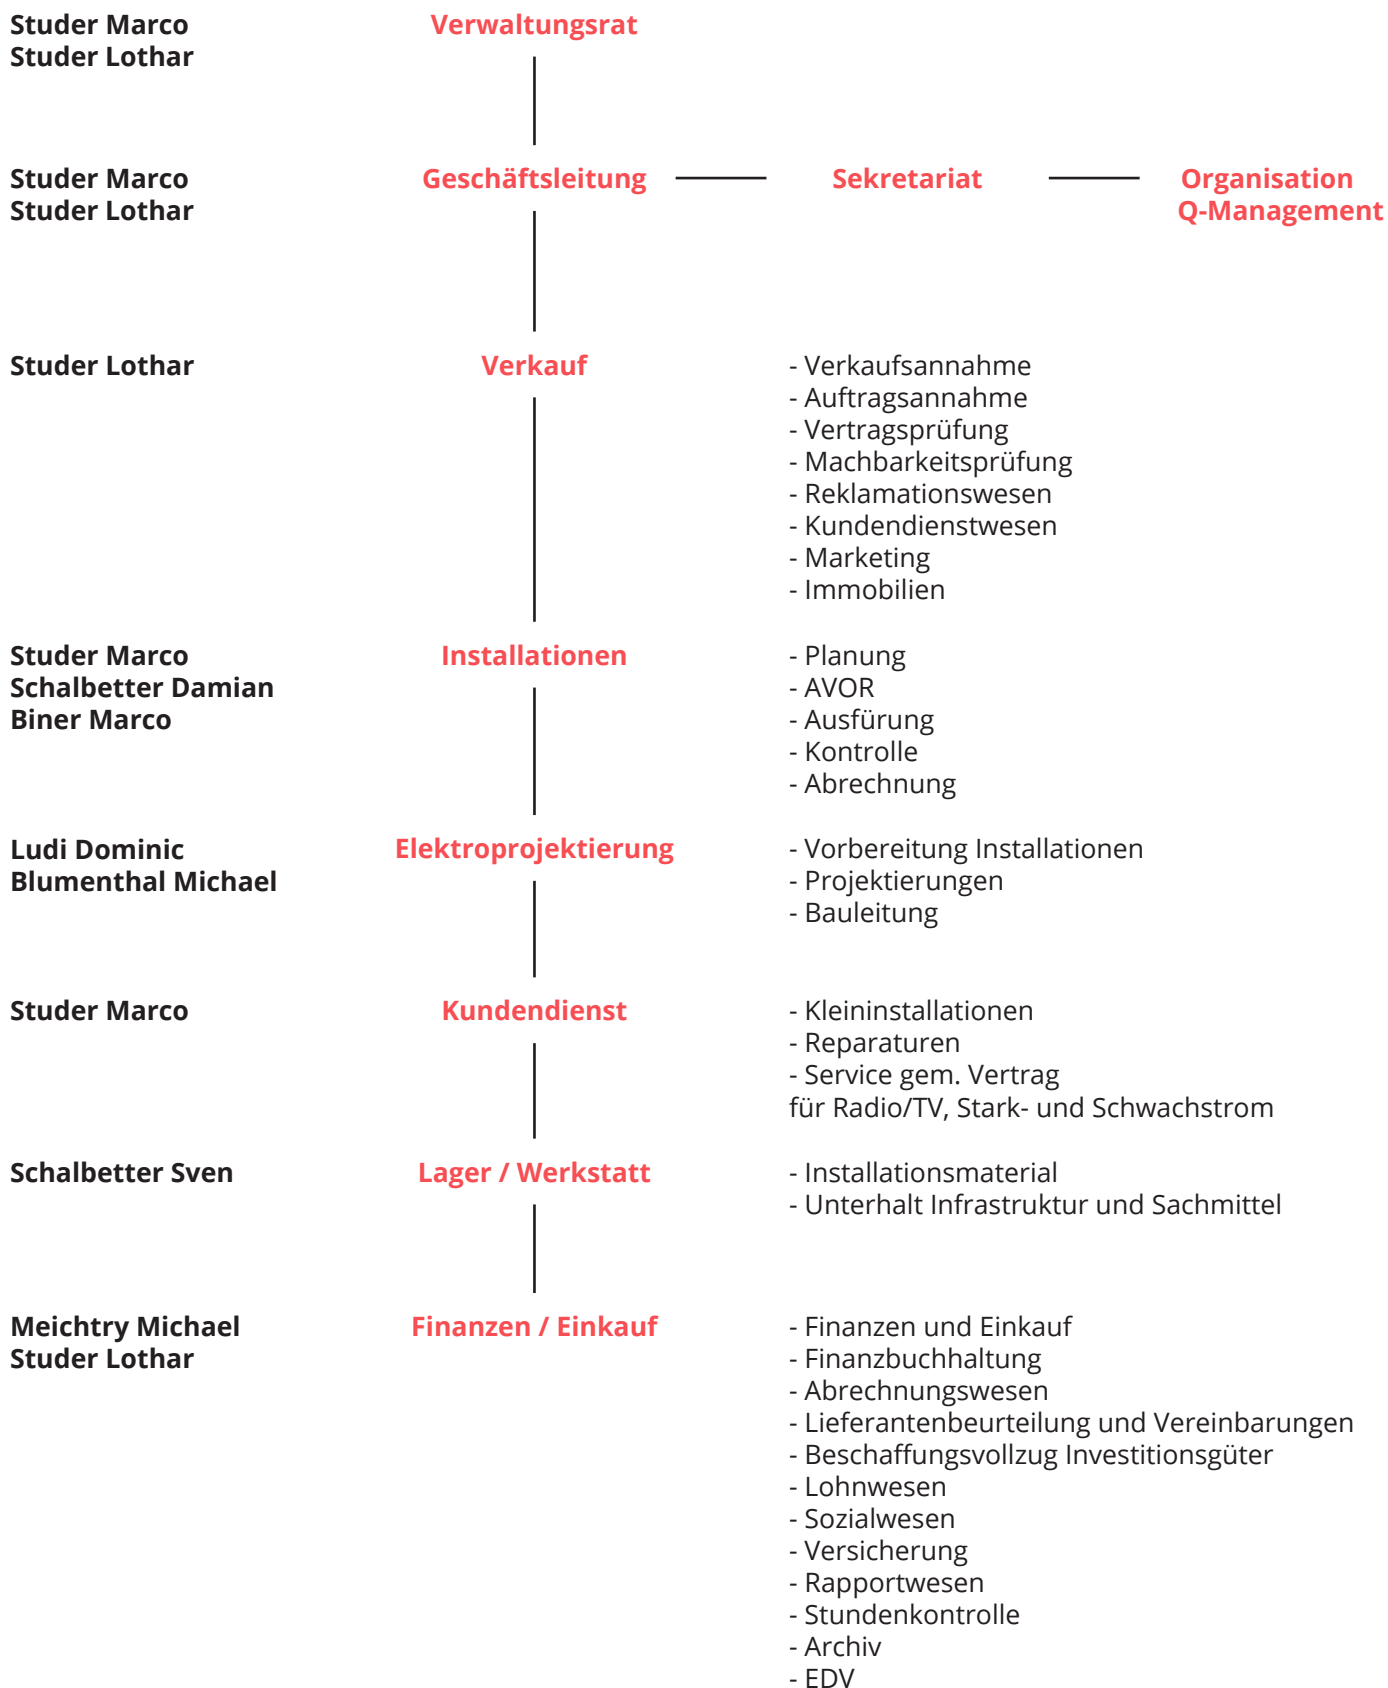 Studer Marco
Studer Lothar
Verwaltungsrat
Studer Marco
Studer Lothar
Geschäftsleitung
Sekretariat
Organisation
Q-Management
Studer Lothar
Verkauf
- Verkaufsannahme
- Auftragsannahme
- Vertragsprüfung
- Machbarkeitsprüfung
- Reklamationswesen
- Kundendienstwesen
- Marketing
- Immobilien
Studer Marco
Schalbetter Damian
Biner Marco
Installationen
- Planung
- AVOR
- Ausfürung
- Kontrolle
- Abrechnung
Ludi Dominic
Blumenthal Michael
Elektroprojektierung
- Vorbereitung Installationen
- Projektierungen
- Bauleitung
Studer Marco
Kundendienst
- Kleininstallationen
- Reparaturen
- Service gem. Vertrag
für Radio/TV, Stark- und Schwachstrom
Schalbetter Sven
Lager / Werkstatt
- Installationsmaterial
- Unterhalt Infrastruktur und Sachmittel
Meichtry Michael
Studer Lothar
Finanzen / Einkauf
- Finanzen und Einkauf
- Finanzbuchhaltung
- Abrechnungswesen
- Lieferantenbeurteilung und Vereinbarungen
- Beschaffungsvollzug Investitionsgüter
- Lohnwesen
- Sozialwesen
- Versicherung
- Rapportwesen
- Stundenkontrolle
- Archiv
- EDV